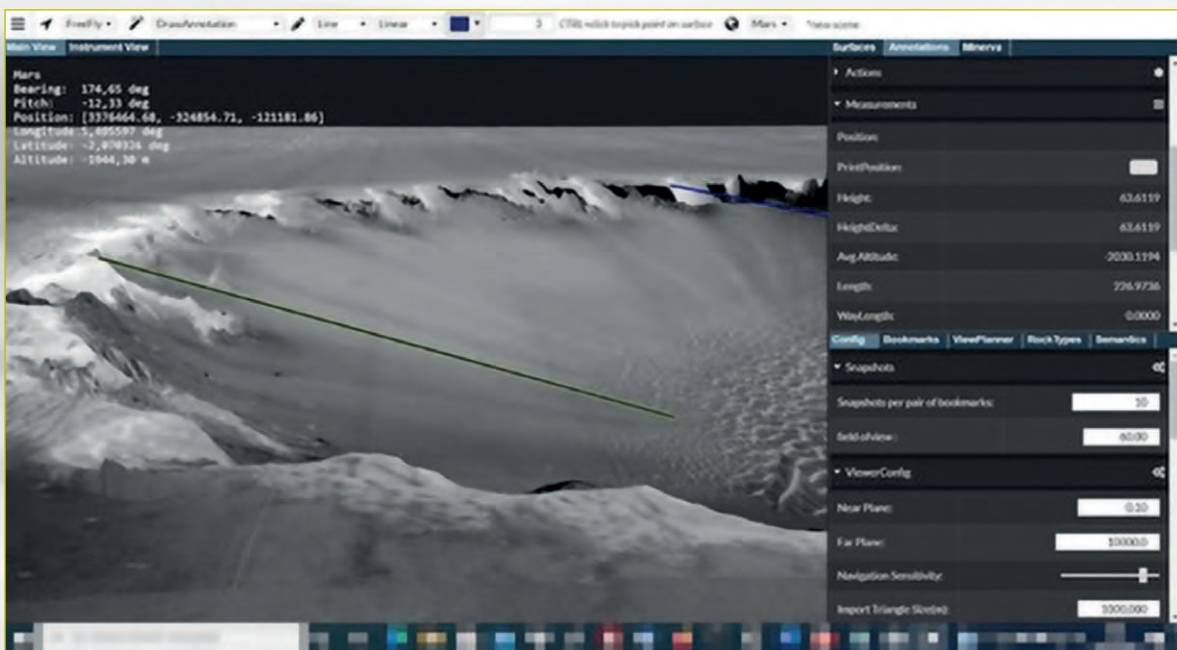 FreeFly DrawAnnotation Line Linear 3 CTRL+click to pick point on surface Mars *new scene
Main View Instrument View
Mars
Bearing: 174,65 deg
Pitch: -12,33 deg
Position: [3376464.68, -324854.71, -121181.86]
Longitude:5,495597 deg
Latitude: -2,070326 deg
Altitude: -1944,30 m
Surfaces Annotations Minerva
Actions
Measurements
Position:
PrintPosition:
Height: 63.6119
HeightDelta: 63.6119
Avg.Altitude: -2030.1194
Length: 226.9736
WayLength: 0.0000
Config Bookmarks ViewPlanner RockTypes Semantics
Snapshots
Snapshots per pair of bookmarks: 10
field of view: 60.00
ViewerConfig
Near Plane: 0.10
Far Plane: 10000.0
Navigation Sensitivity:
Import Triangle Size(m): 1000.000